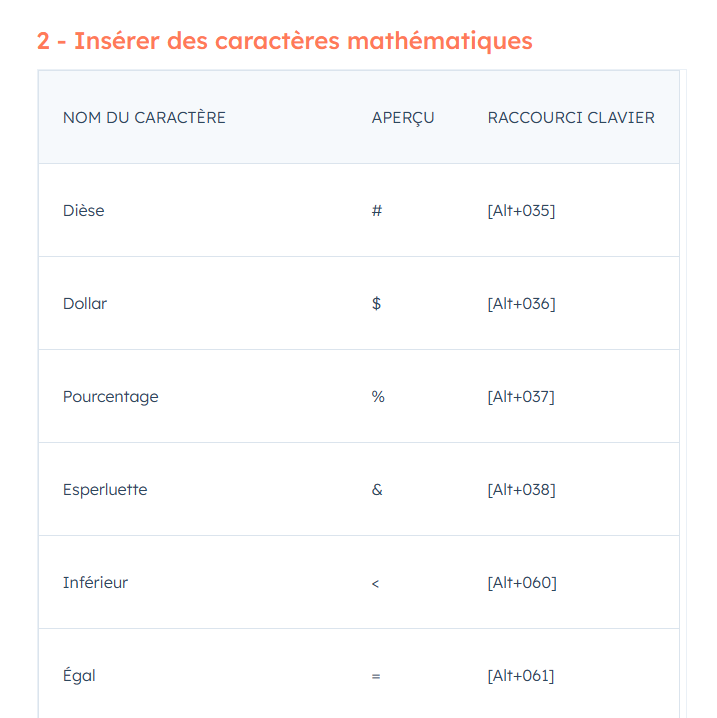 2 - Insérer des caractères mathématiques
NOM DU CARACTÈRE APERÇU RACCOURCI CLAVIER
Dièse # [Alt+035]
Dollar $ [Alt+036]
Pourcentage % [Alt+037]
Esperluette & [Alt+038]
Inférieur < [Alt+060]
Égal = [Alt+061]